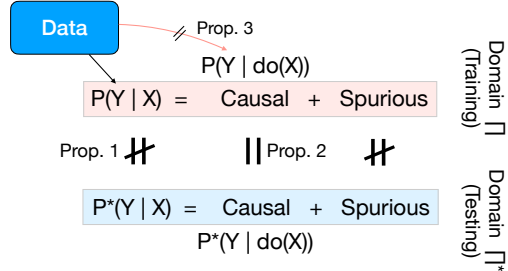 Data
Prop. 3
P(Y | do(X))
P(Y | X) = Causal + Spurious
Prop. 1
Prop. 2
P*(Y | X) = Causal + Spurious
P*(Y | do(X))
Domain ∏
(Training)
Domain ∏*
(Testing)